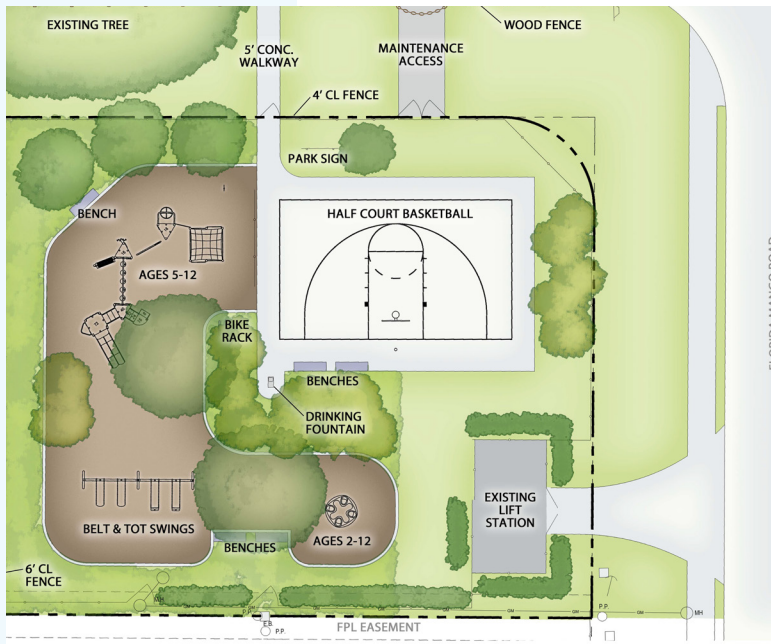 EXISTING TREE
5' CONC.
WALKWAY
MAINTENANCE
ACCESS
WOOD FENCE
4' CL FENCE
PARK SIGN
BENCH
HALF COURT BASKETBALL
AGES 5-12
BIKE
RACK
BENCHES
DRINKING
FOUNTAIN
EXISTING
LIFT
STATION
BELT & TOT SWINGS
BENCHES
AGES 2-12
6' CL
FENCE
MH
P.P.
MH
E.B.
P.P.
FPL EASEMENT